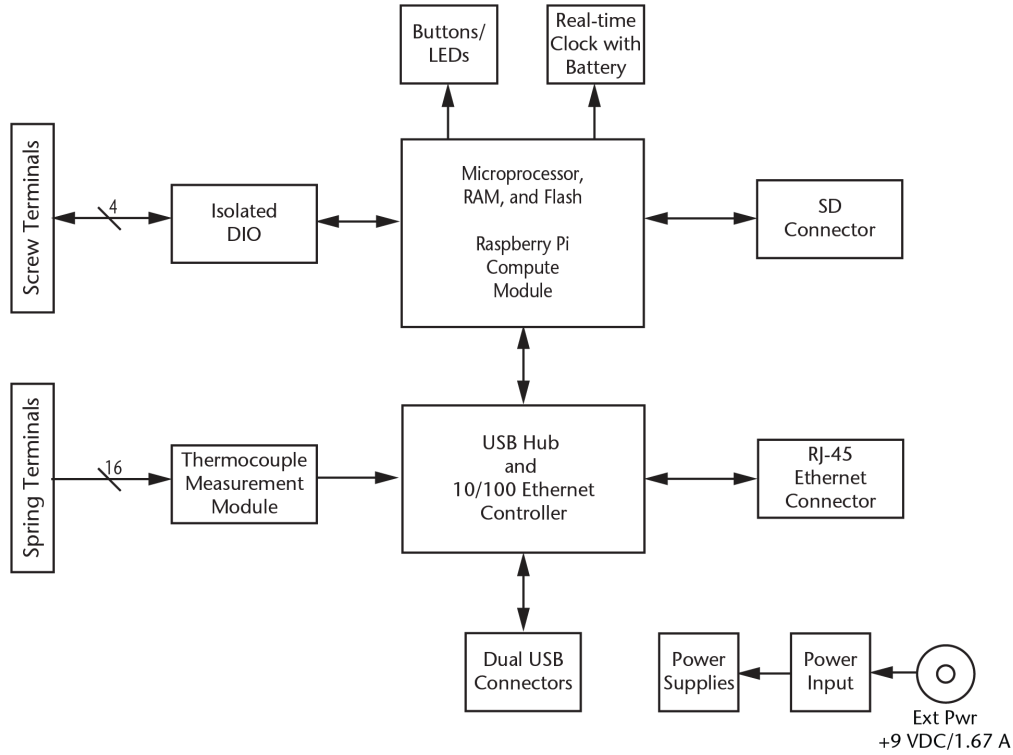 Buttons/
LEDs
Real-time
Clock with
Battery
Screw Terminals
4
Isolated
DIO
Microprocessor,
RAM, and Flash
Raspberry Pi
Compute
Module
SD
Connector
Spring Terminals
16
Thermocouple
Measurement
Module
USB Hub
and
10/100 Ethernet
Controller
RJ-45
Ethernet
Connector
Dual USB
Connectors
Power
Supplies
Power
Input
Ext Pwr
+9 VDC/1.67 A